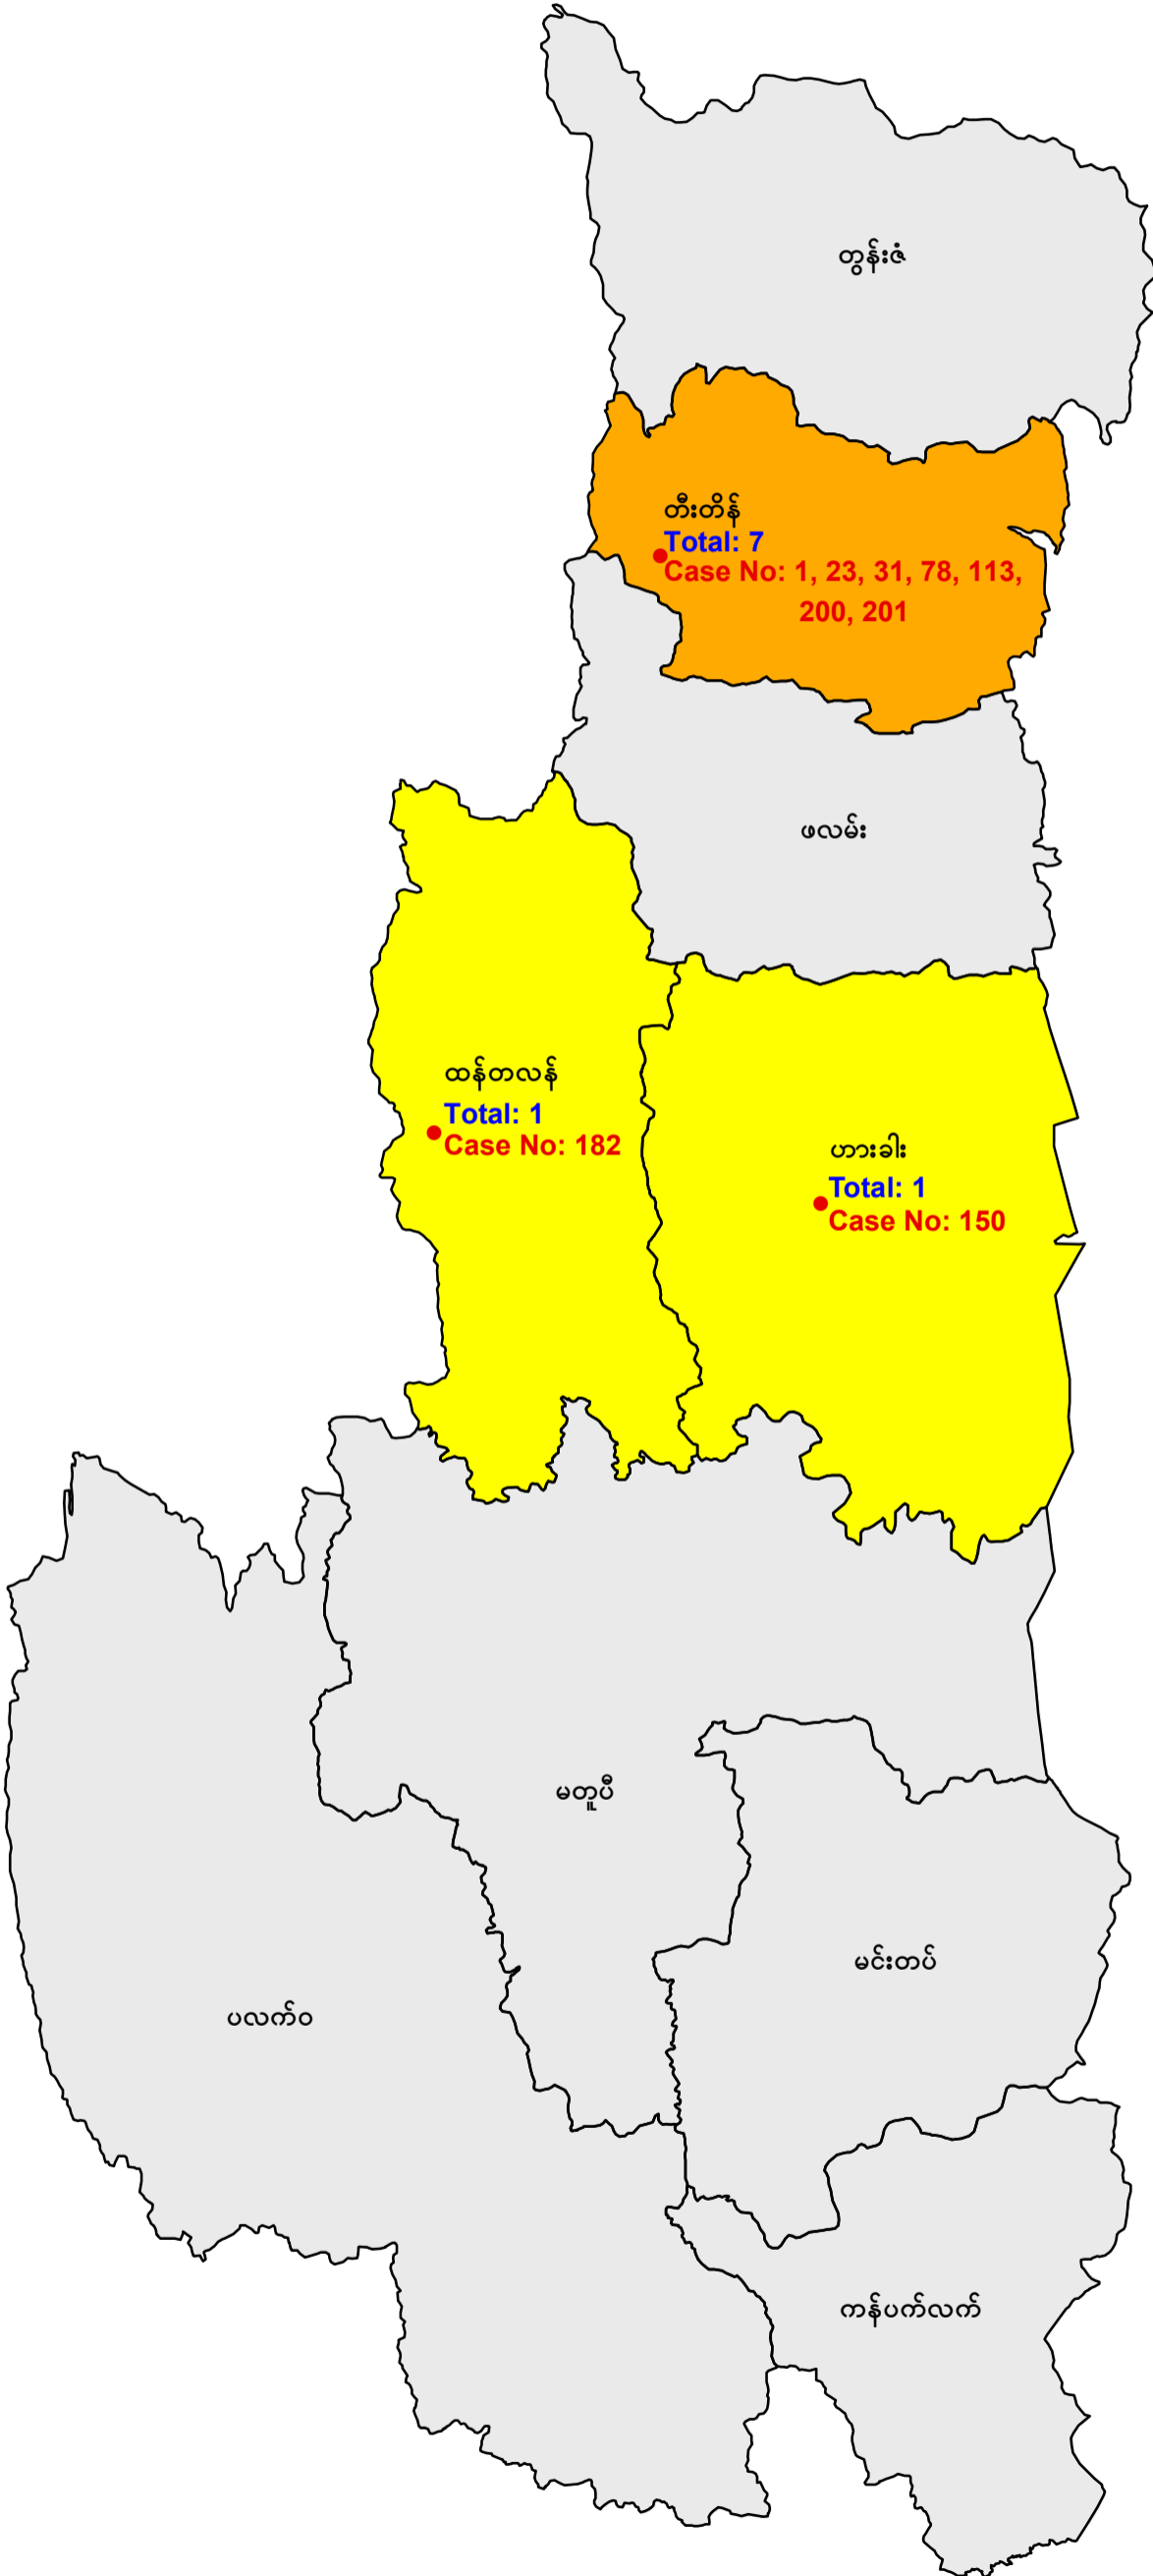 တွန်းဇံ
တီးတိန်
Total: 7
Case No: 1, 23, 31, 78, 113,
200, 201
ဖလမ်း
ထန်တလန်
Total: 1
Case No: 182
ဟားခါး
Total: 1
Case No: 150
မတူပီ
မင်းတပ်
ပလက်ဝ
ကန်ပက်လက်